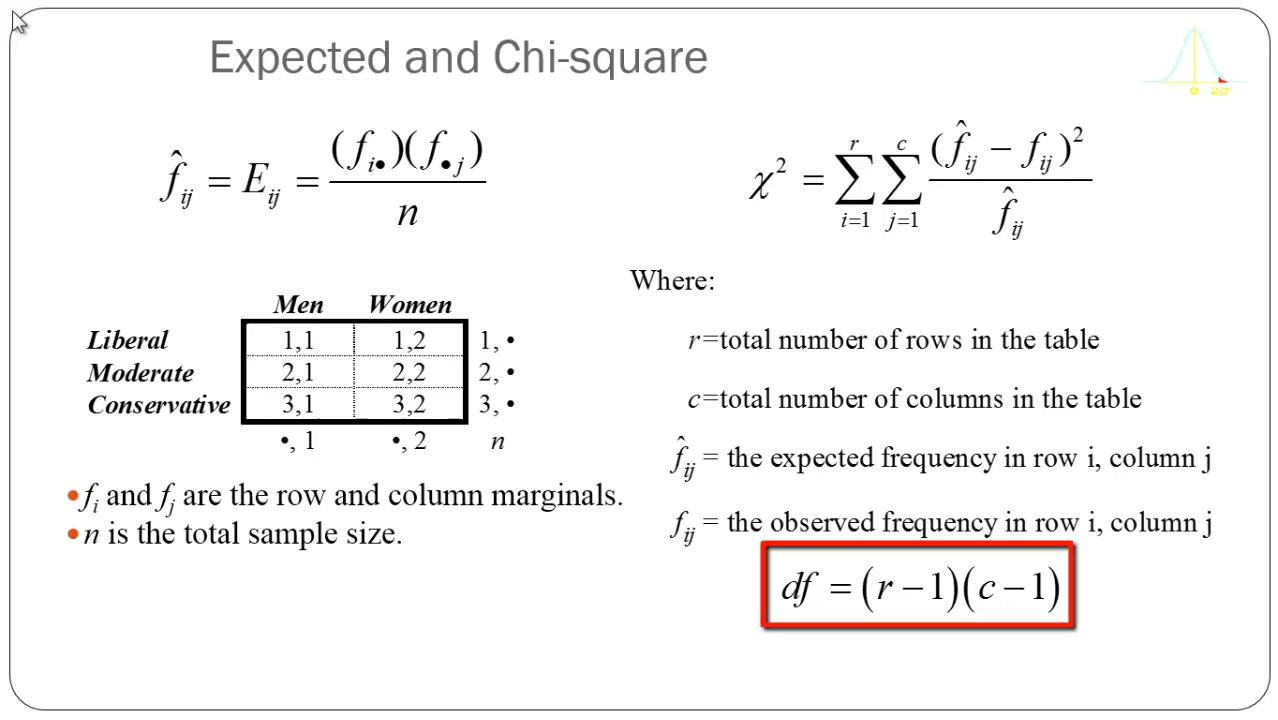 Expected and Chi-square
0 2σ
f̂ij = Eij = (fi•)(f•j) / n
χ² = Σ(i=1 to r) Σ(j=1 to c) (f̂ij − fij)² / f̂ij
Men Women
Liberal 1,1 1,2 1, •
Moderate 2,1 2,2 2, •
Conservative 3,1 3,2 3, •
•, 1 •, 2 n
• fi and fj are the row and column marginals.
• n is the total sample size.
Where:
r=total number of rows in the table
c=total number of columns in the table
f̂ij = the expected frequency in row i, column j
fij = the observed frequency in row i, column j
df = (r − 1)(c − 1)